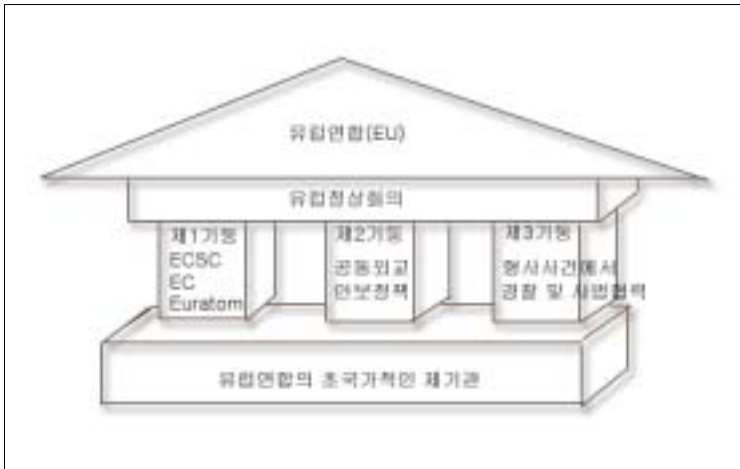 유럽연합(EU)
유럽정상회의
제1기둥
ECSC
EC
Euratom
제2기둥
공동외교
안보정책
제3기둥
형사사건에서
경찰 및 사법협력
유럽연합의 초국가적인 제기관